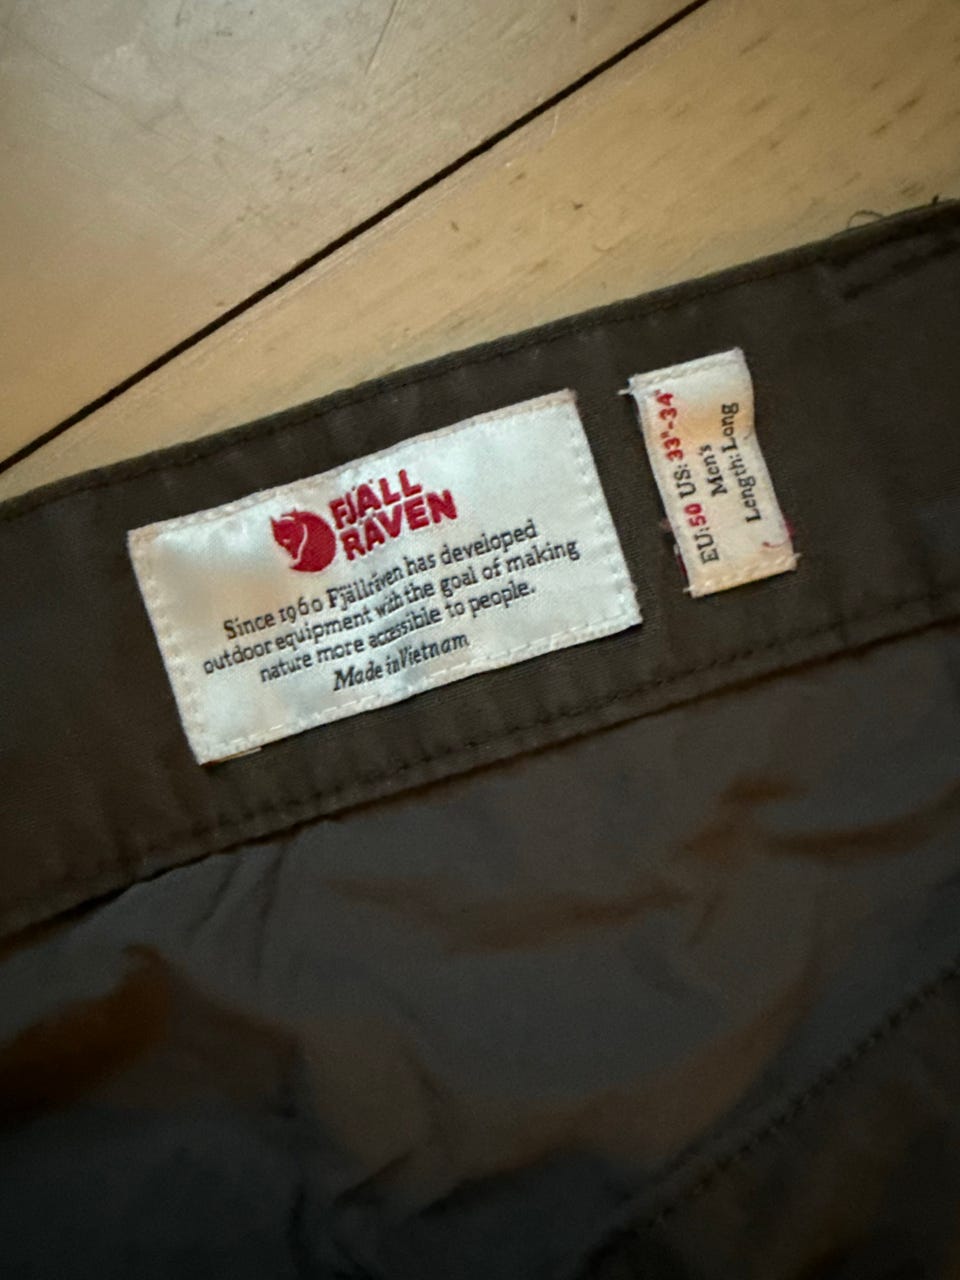 FJÄLL
RÄVEN
Since 1960 Fjällräven has developed
outdoor equipment with the goal of making
nature more accessible to people.
Made in Vietnam
EU:50 US: 33"-34"
Men's
Length: Long